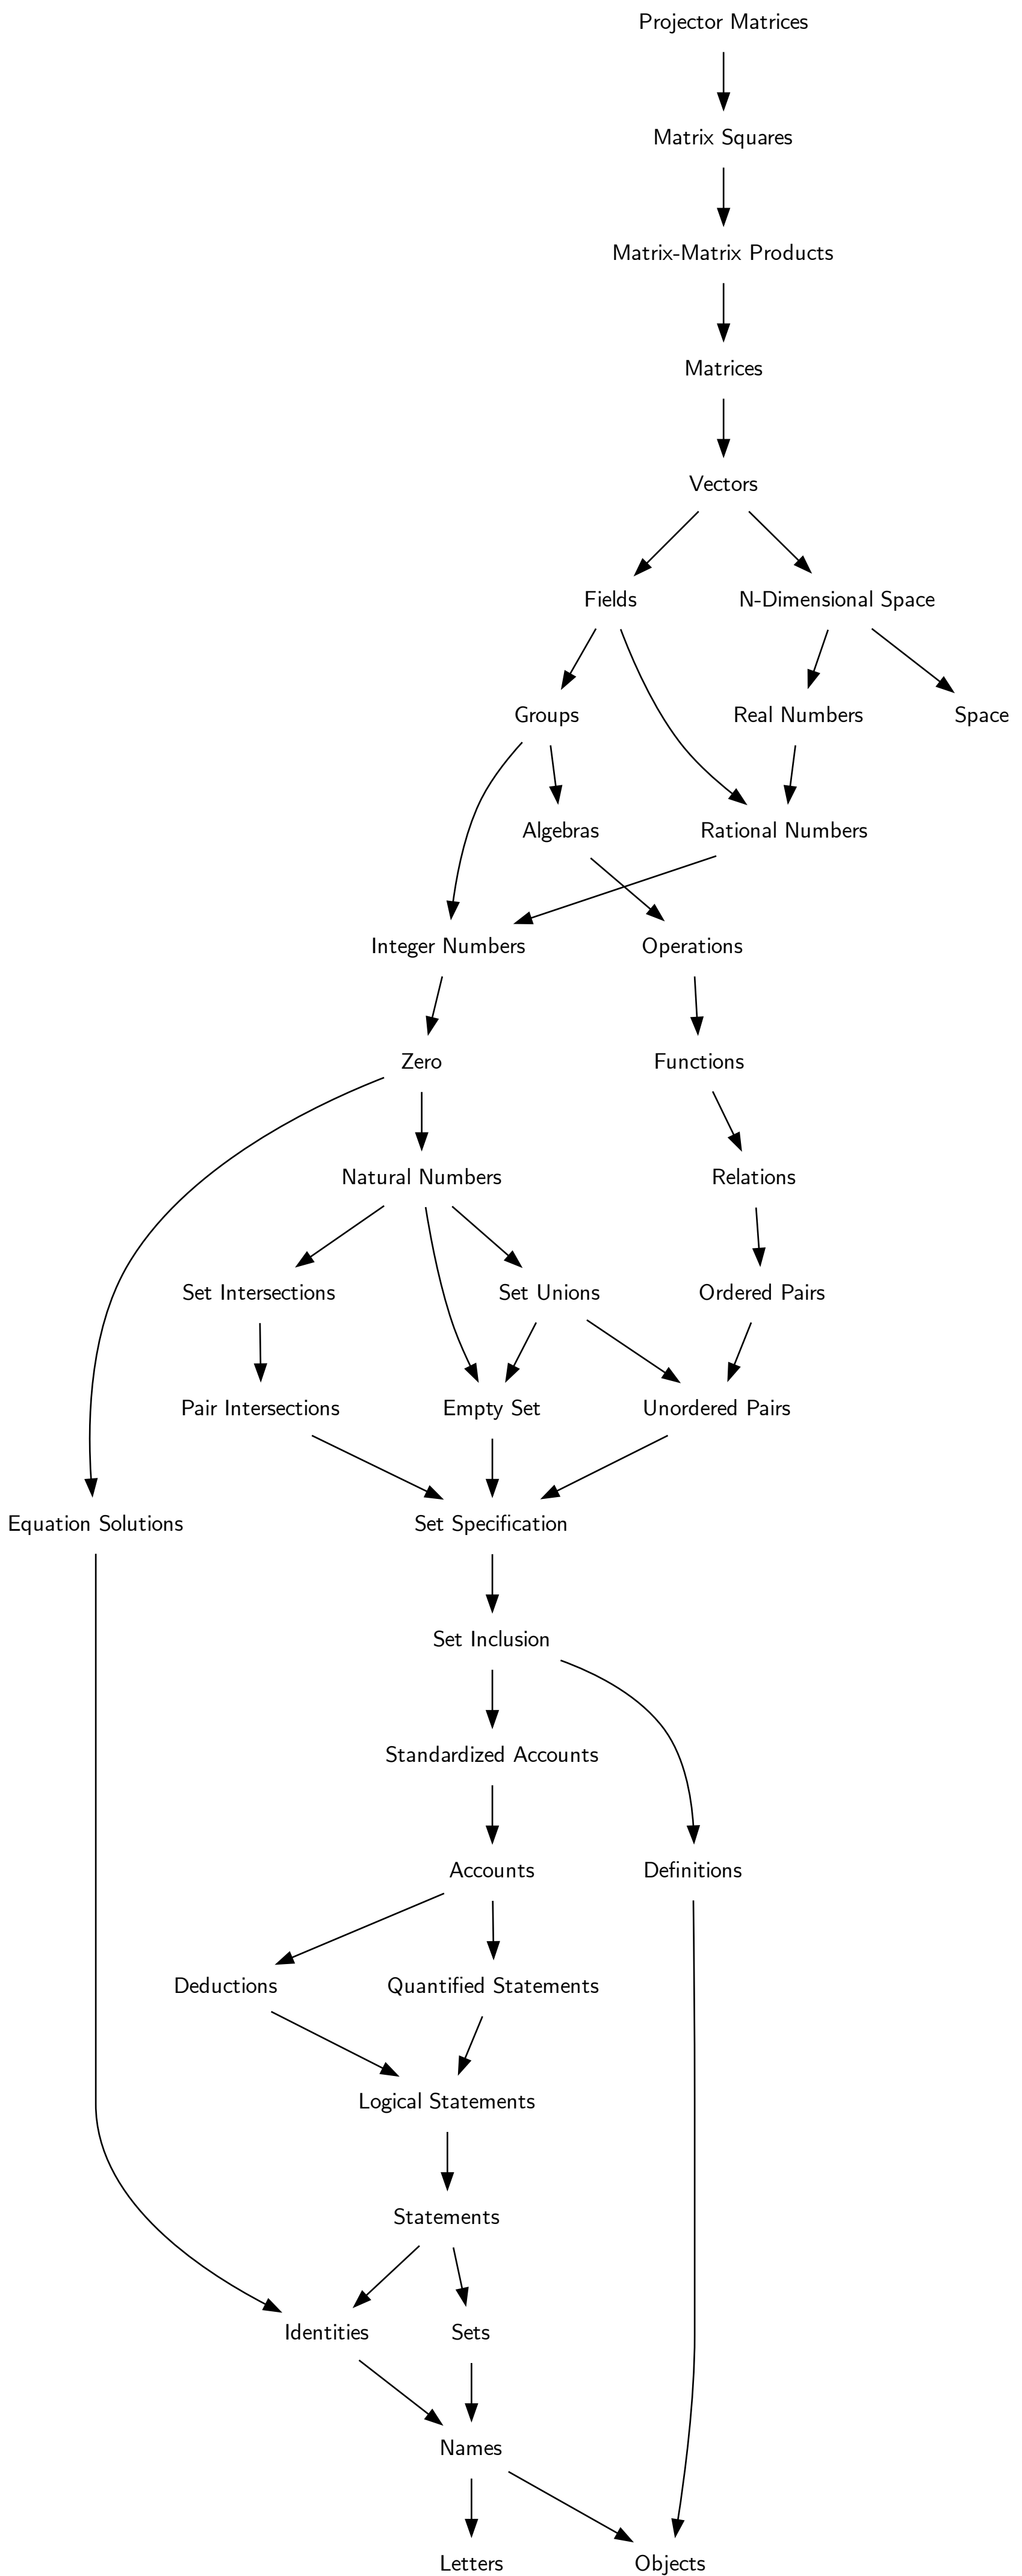 Projector Matrices
Matrix Squares
Matrix-Matrix Products
Matrices
Vectors
Fields
N-Dimensional Space
Groups
Real Numbers
Space
Algebras
Rational Numbers
Integer Numbers
Operations
Zero
Functions
Natural Numbers
Relations
Set Intersections
Set Unions
Ordered Pairs
Pair Intersections
Empty Set
Unordered Pairs
Equation Solutions
Set Specification
Set Inclusion
Standardized Accounts
Accounts
Definitions
Deductions
Quantified Statements
Logical Statements
Statements
Identities
Sets
Names
Letters
Objects